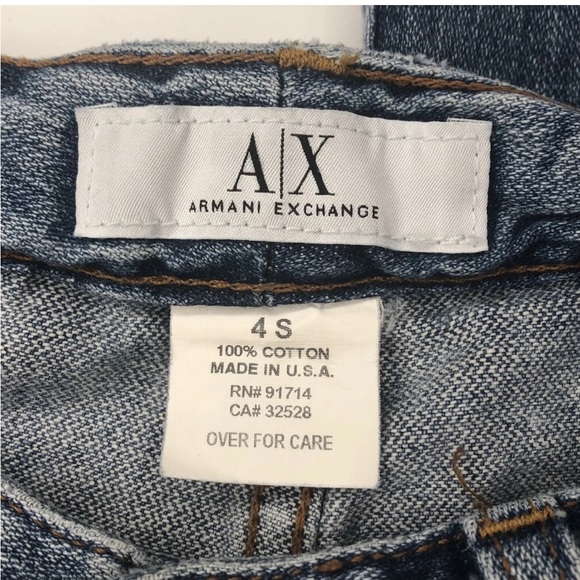 A|X
ARMANI EXCHANGE
4 S
100% COTTON
MADE IN U.S.A.
RN# 91714
CA# 32528
OVER FOR CARE